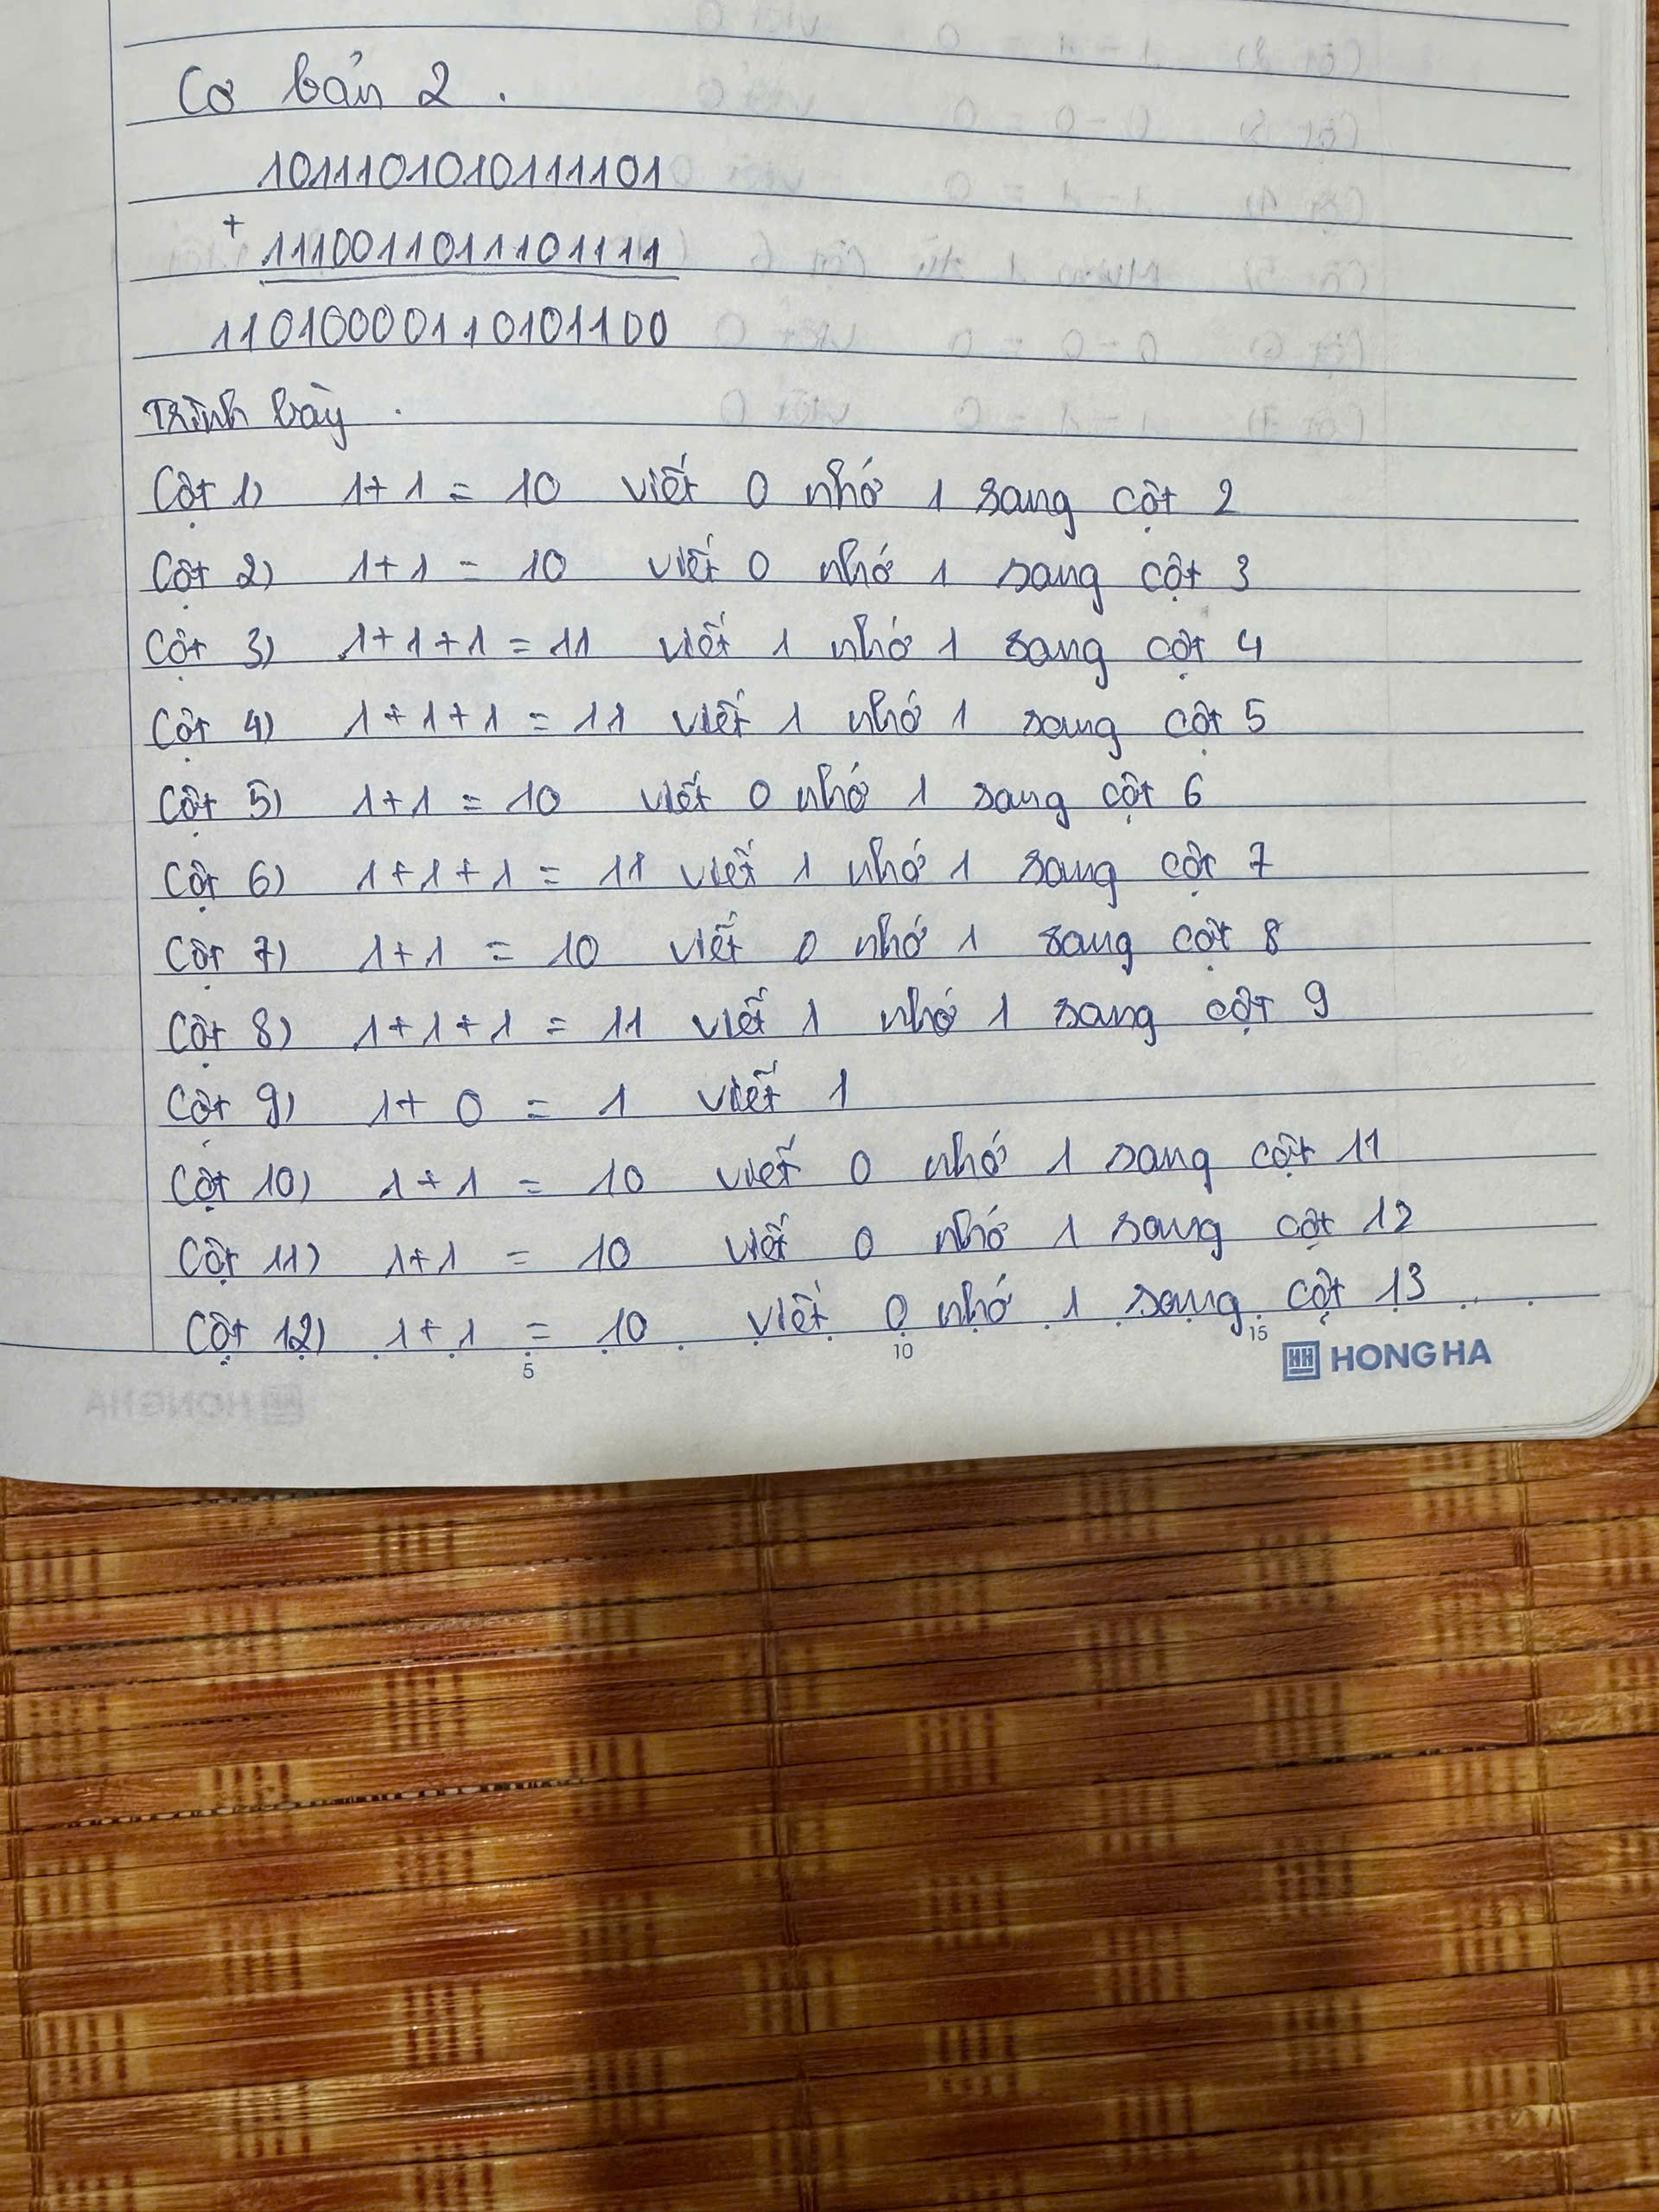 Cơ bản 2.
1011101010111101
+
1110011011101111
11010000110101100
Trình bày.
Cột 1) 1+1 = 10 viết 0 nhớ 1 sang cột 2
Cột 2) 1+1 = 10 viết 0 nhớ 1 sang cột 3
Cột 3) 1+1+1 = 11 viết 1 nhớ 1 sang cột 4
Cột 4) 1+1+1 = 11 viết 1 nhớ 1 sang cột 5
Cột 5) 1+1 = 10 viết 0 nhớ 1 sang cột 6
Cột 6) 1+1+1 = 11 viết 1 nhớ 1 sang cột 7
Cột 7) 1+1 = 10 viết 0 nhớ 1 sang cột 8
Cột 8) 1+1+1 = 11 viết 1 nhớ 1 sang cột 9
Cột 9) 1+0 = 1 viết 1
Cột 10) 1+1 = 10 viết 0 nhớ 1 sang cột 11
Cột 11) 1+1 = 10 viết 0 nhớ 1 sang cột 12
Cột 12) 1+1 = 10 viết 0 nhớ 1 sang cột 13
5 10 15
HH HONG HA